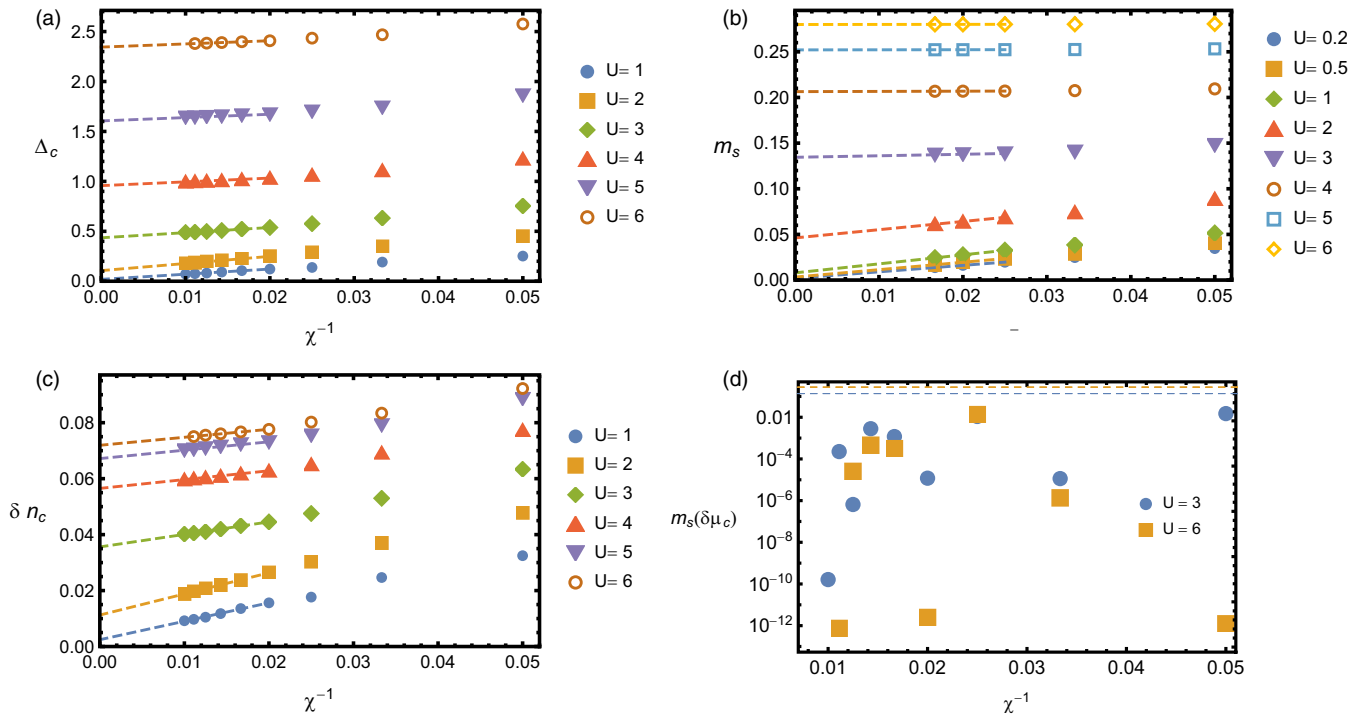 (a)
Δc
2.5
2.0
1.5
1.0
0.5
0.0
0.00 0.01 0.02 0.03 0.04 0.05
χ⁻¹
U= 1
U= 2
U= 3
U= 4
U= 5
U= 6
(b)
ms
0.25
0.20
0.15
0.10
0.05
0.00
0.00 0.01 0.02 0.03 0.04 0.05
U= 0.2
U= 0.5
U= 1
U= 2
U= 3
U= 4
U= 5
U= 6
(c)
δ nc
0.08
0.06
0.04
0.02
0.00
0.00 0.01 0.02 0.03 0.04 0.05
χ⁻¹
U= 1
U= 2
U= 3
U= 4
U= 5
U= 6
(d)
ms(δμc)
0.01
10⁻⁴
10⁻⁶
10⁻⁸
10⁻¹⁰
10⁻¹²
0.01 0.02 0.03 0.04 0.05
χ⁻¹
U= 3
U= 6